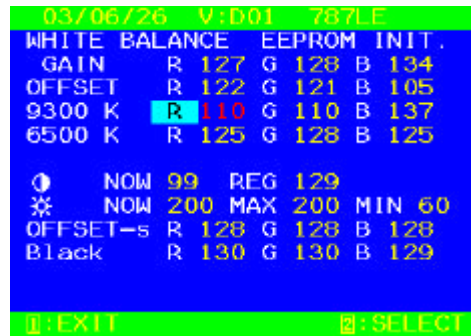 03/06/26 V:D01 787LE
WHITE BALANCE EEPROM INIT.
GAIN R 127 G 128 B 134
OFFSET R 122 G 121 B 105
9300 K R 110 G 110 B 137
6500 K R 125 G 128 B 125
NOW 99 REG 129
NOW 200 MAX 200 MIN 60
OFFSET-s R 128 G 128 B 128
Black R 130 G 130 B 129
1:EXIT 2:SELECT